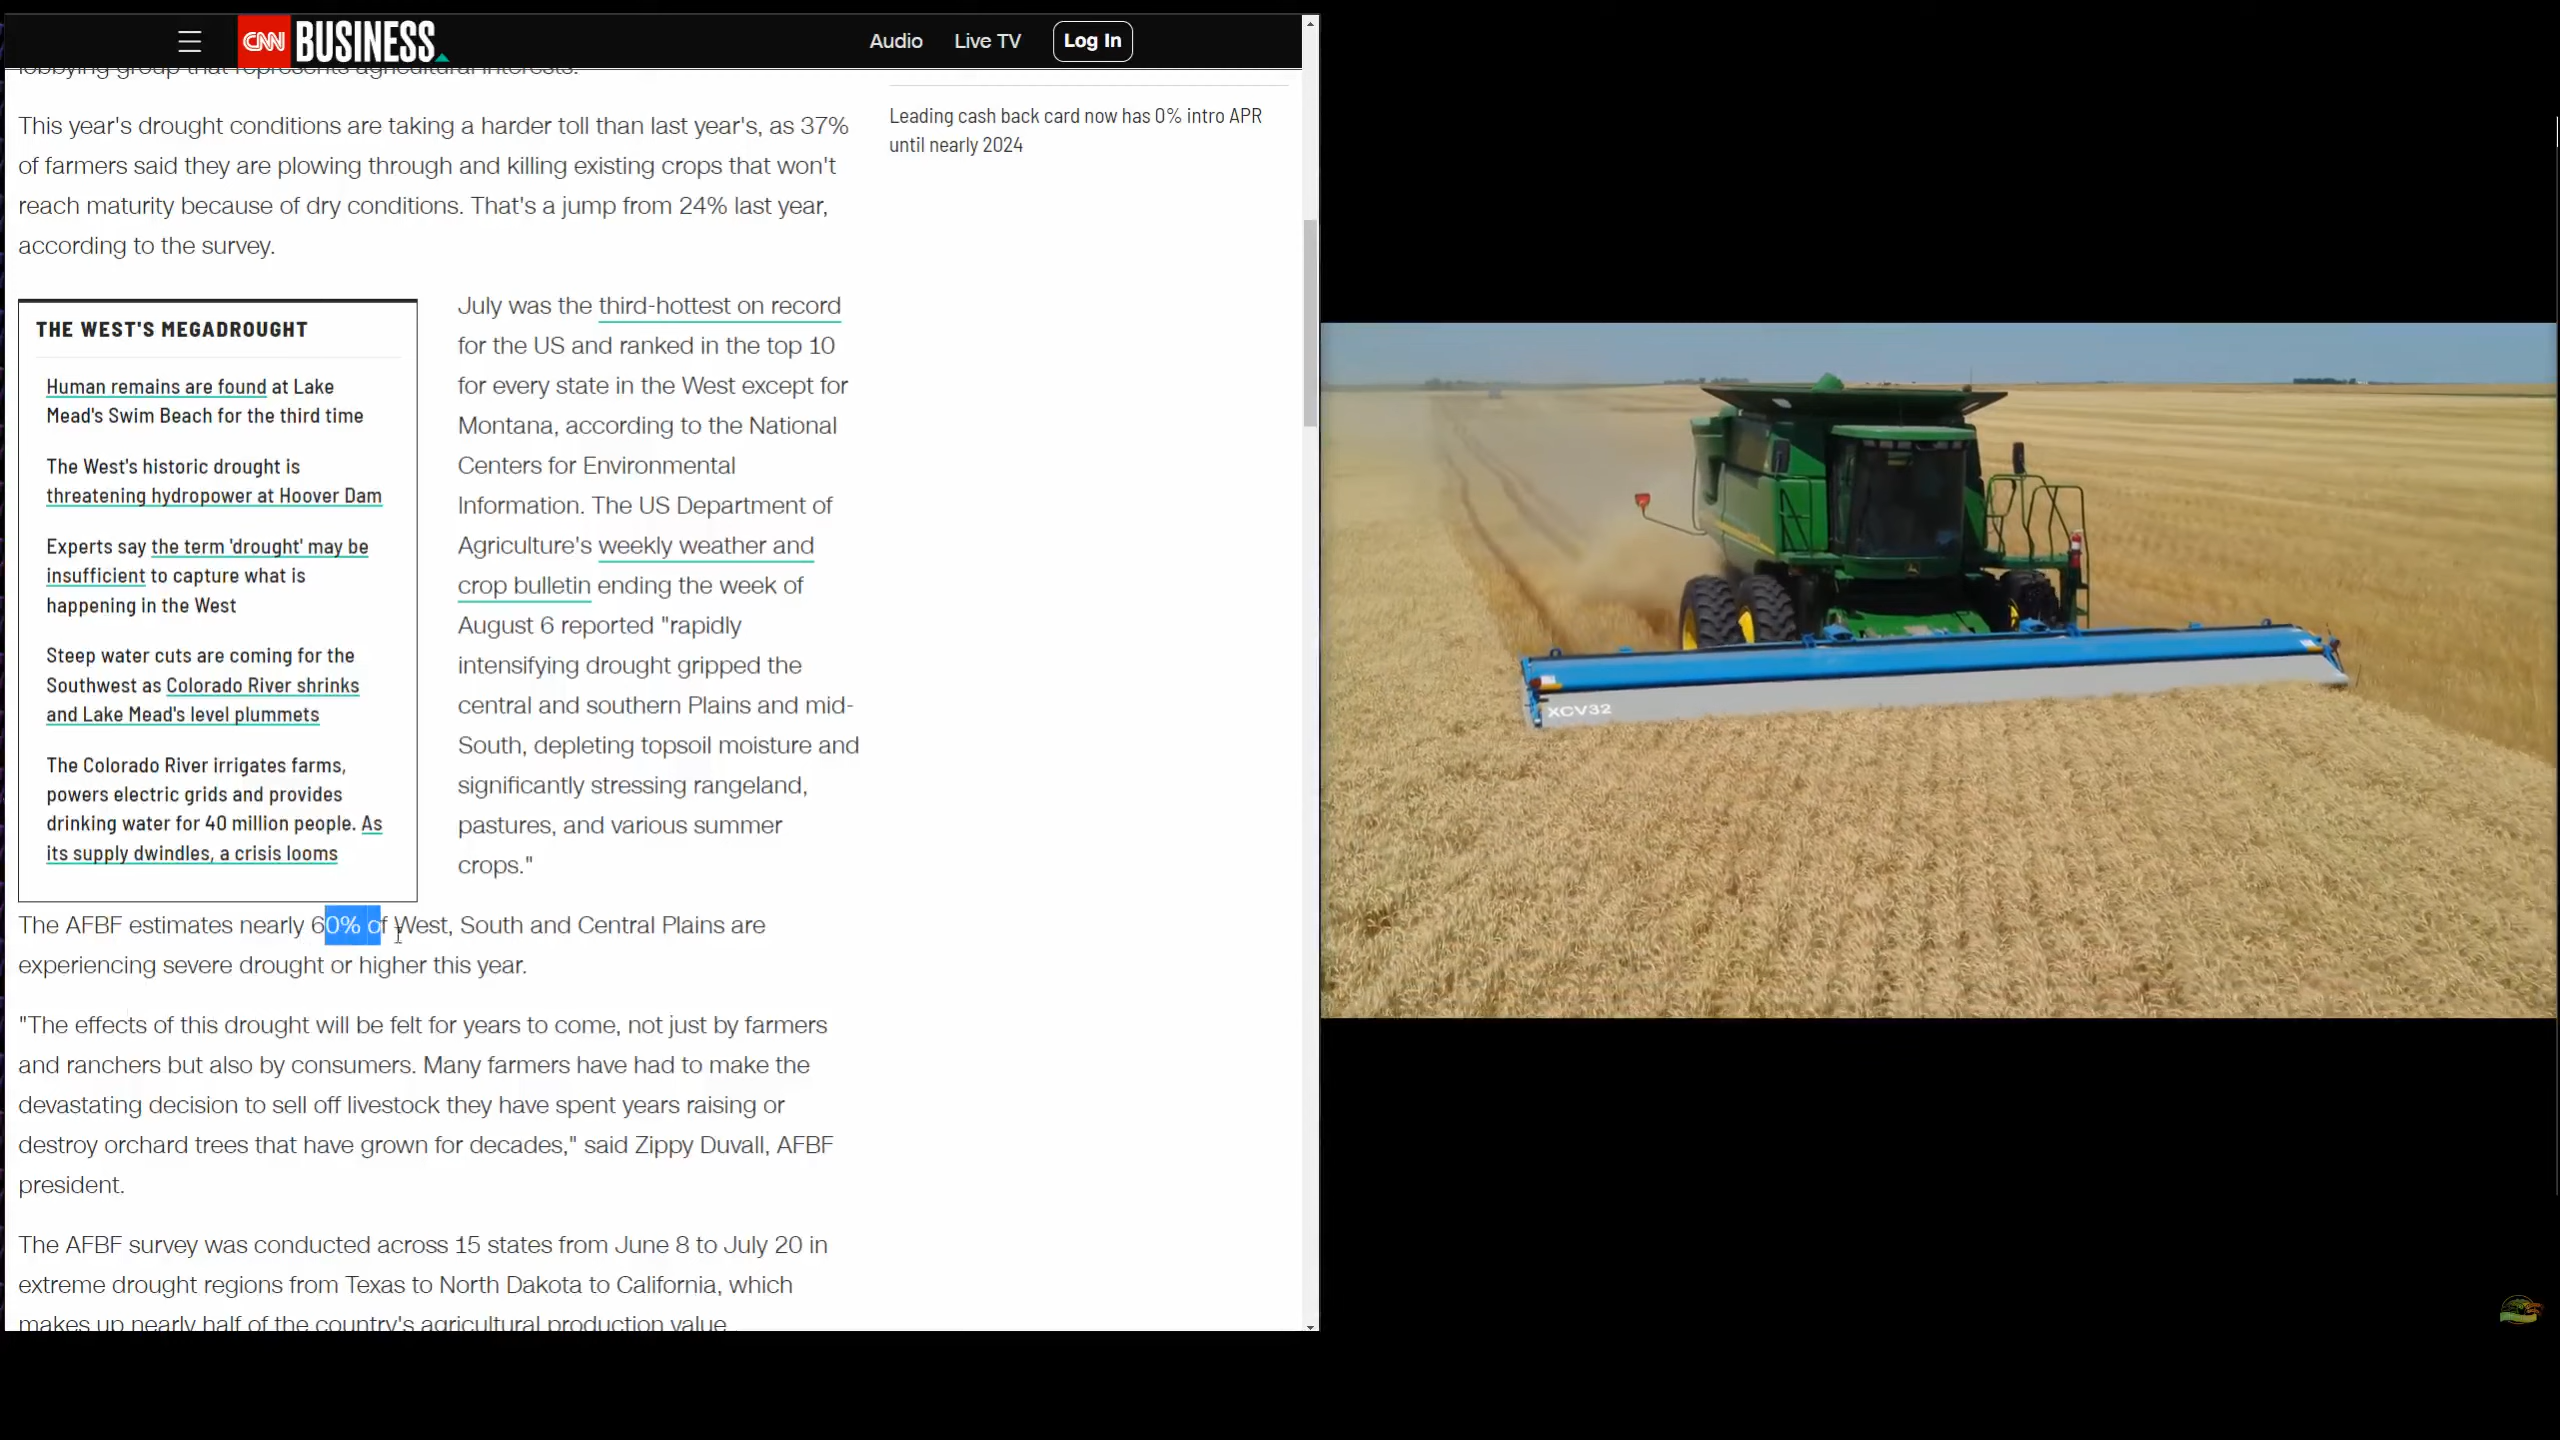 CNN BUSINESS
Audio Live TV Log In
lobbying group that represents agricultural interests.
This year's drought conditions are taking a harder toll than last year's, as 37%
of farmers said they are plowing through and killing existing crops that won't
reach maturity because of dry conditions. That's a jump from 24% last year,
according to the survey.
Leading cash back card now has 0% intro APR
until nearly 2024
THE WEST'S MEGADROUGHT
Human remains are found at Lake
Mead's Swim Beach for the third time
The West's historic drought is
threatening hydropower at Hoover Dam
Experts say the term 'drought' may be
insufficient to capture what is
happening in the West
Steep water cuts are coming for the
Southwest as Colorado River shrinks
and Lake Mead's level plummets
The Colorado River irrigates farms,
powers electric grids and provides
drinking water for 40 million people. As
its supply dwindles, a crisis looms
July was the third-hottest on record
for the US and ranked in the top 10
for every state in the West except for
Montana, according to the National
Centers for Environmental
Information. The US Department of
Agriculture's weekly weather and
crop bulletin ending the week of
August 6 reported "rapidly
intensifying drought gripped the
central and southern Plains and mid-
South, depleting topsoil moisture and
significantly stressing rangeland,
pastures, and various summer
crops."
The AFBF estimates nearly 60% of West, South and Central Plains are
experiencing severe drought or higher this year.
"The effects of this drought will be felt for years to come, not just by farmers
and ranchers but also by consumers. Many farmers have had to make the
devastating decision to sell off livestock they have spent years raising or
destroy orchard trees that have grown for decades," said Zippy Duvall, AFBF
president.
The AFBF survey was conducted across 15 states from June 8 to July 20 in
extreme drought regions from Texas to North Dakota to California, which
makes up nearly half of the country's agricultural production value
XCV32